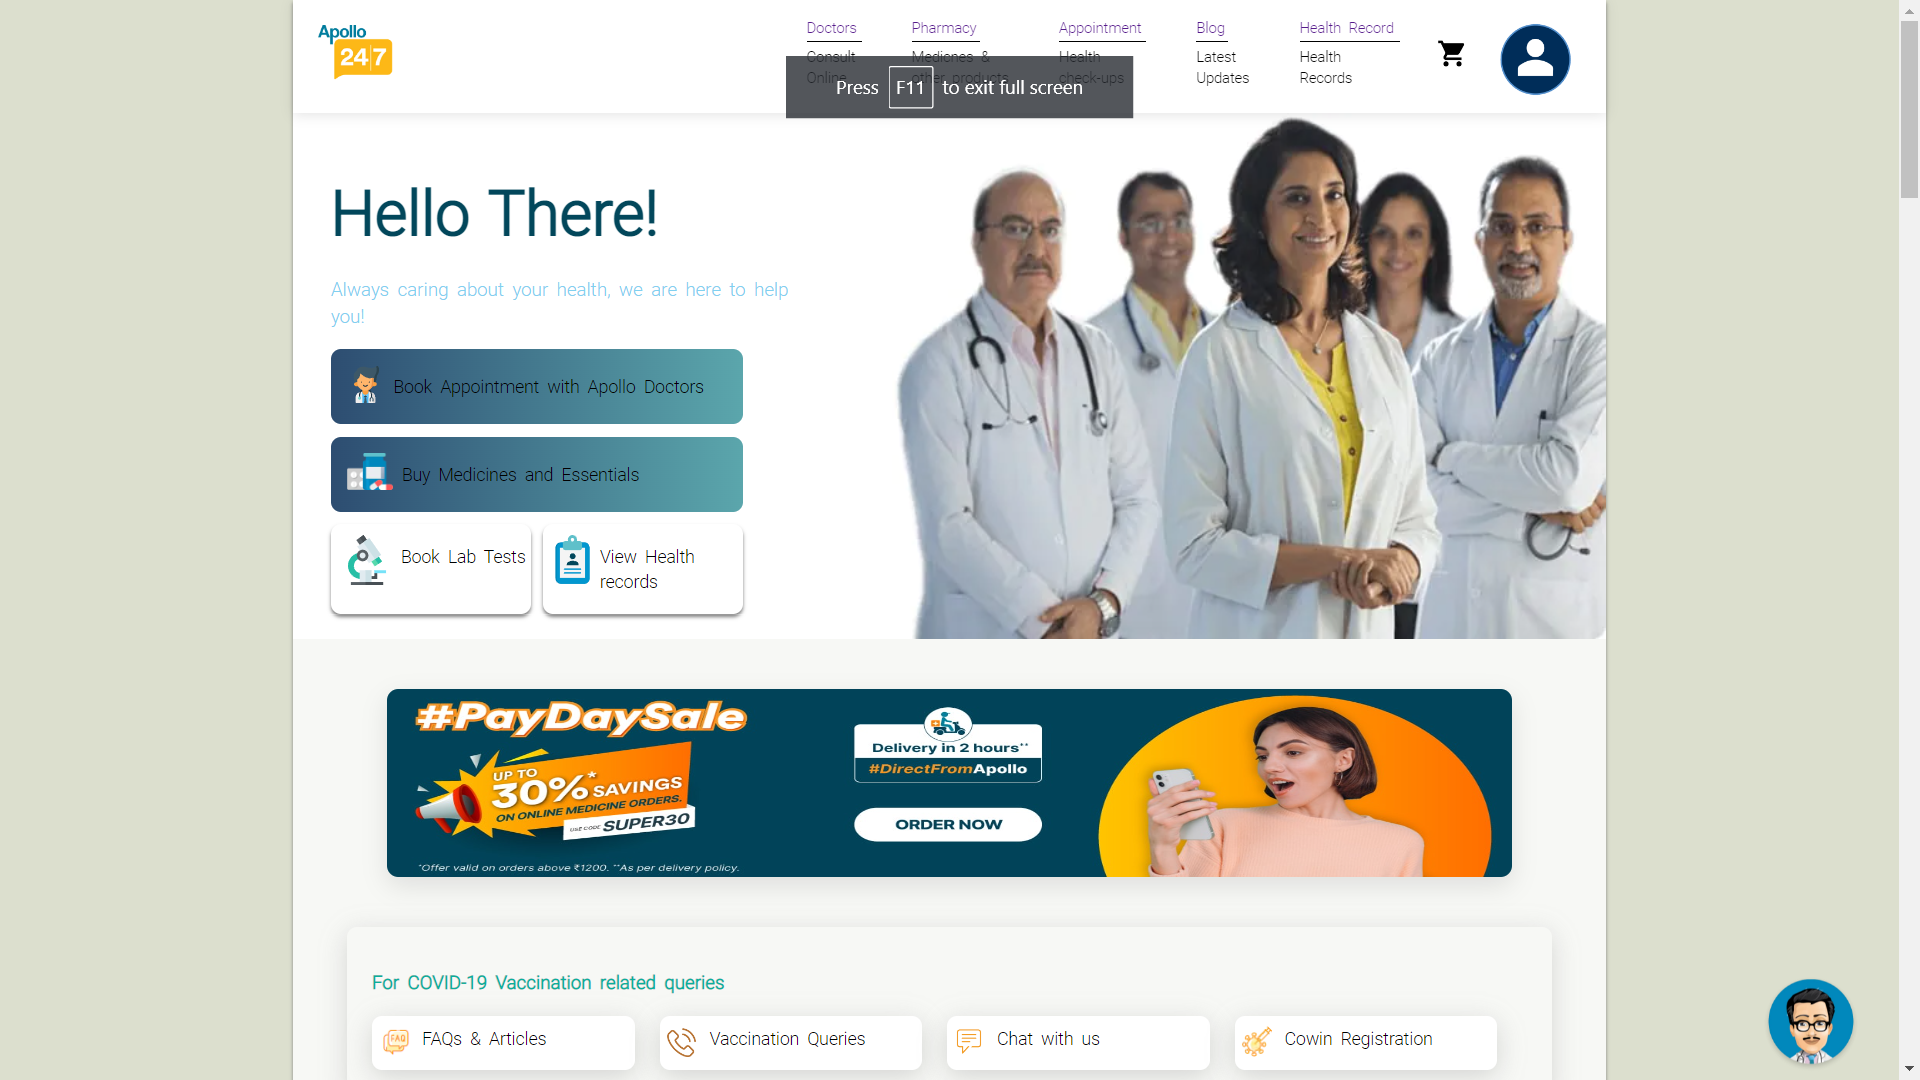 Apollo
24|7
Doctors
Consult
Online
Pharmacy
Medicnes &
other products
Appointment
Health
check-ups
Blog
Latest
Updates
Health Record
Health
Records
Press F11 to exit full screen
Hello There!
Always caring about your health, we are here to help
you!
Book Appointment with Apollo Doctors
Buy Medicines and Essentials
Book Lab Tests
View Health
records
#PayDaySale
UP TO
30%* SAVINGS
ON ONLINE MEDICINE ORDERS.
USE CODE SUPER30
*Offer valid on orders above ₹1200. **As per delivery policy.
Delivery in 2 hours**
#DirectFromApollo
ORDER NOW
For COVID-19 Vaccination related queries
FAQ
FAQs & Articles
Vaccination Queries
Chat with us
Cowin Registration